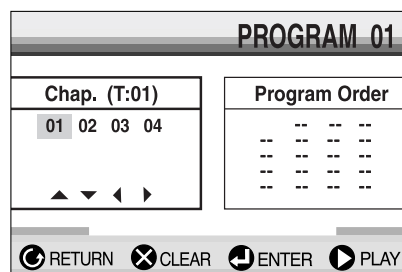 PROGRAM 01
Chap. (T:01)
01 02 03 04
Program Order
-- -- --
-- -- -- --
-- -- -- --
-- -- -- --
-- -- -- --
RETURN CLEAR ENTER PLAY